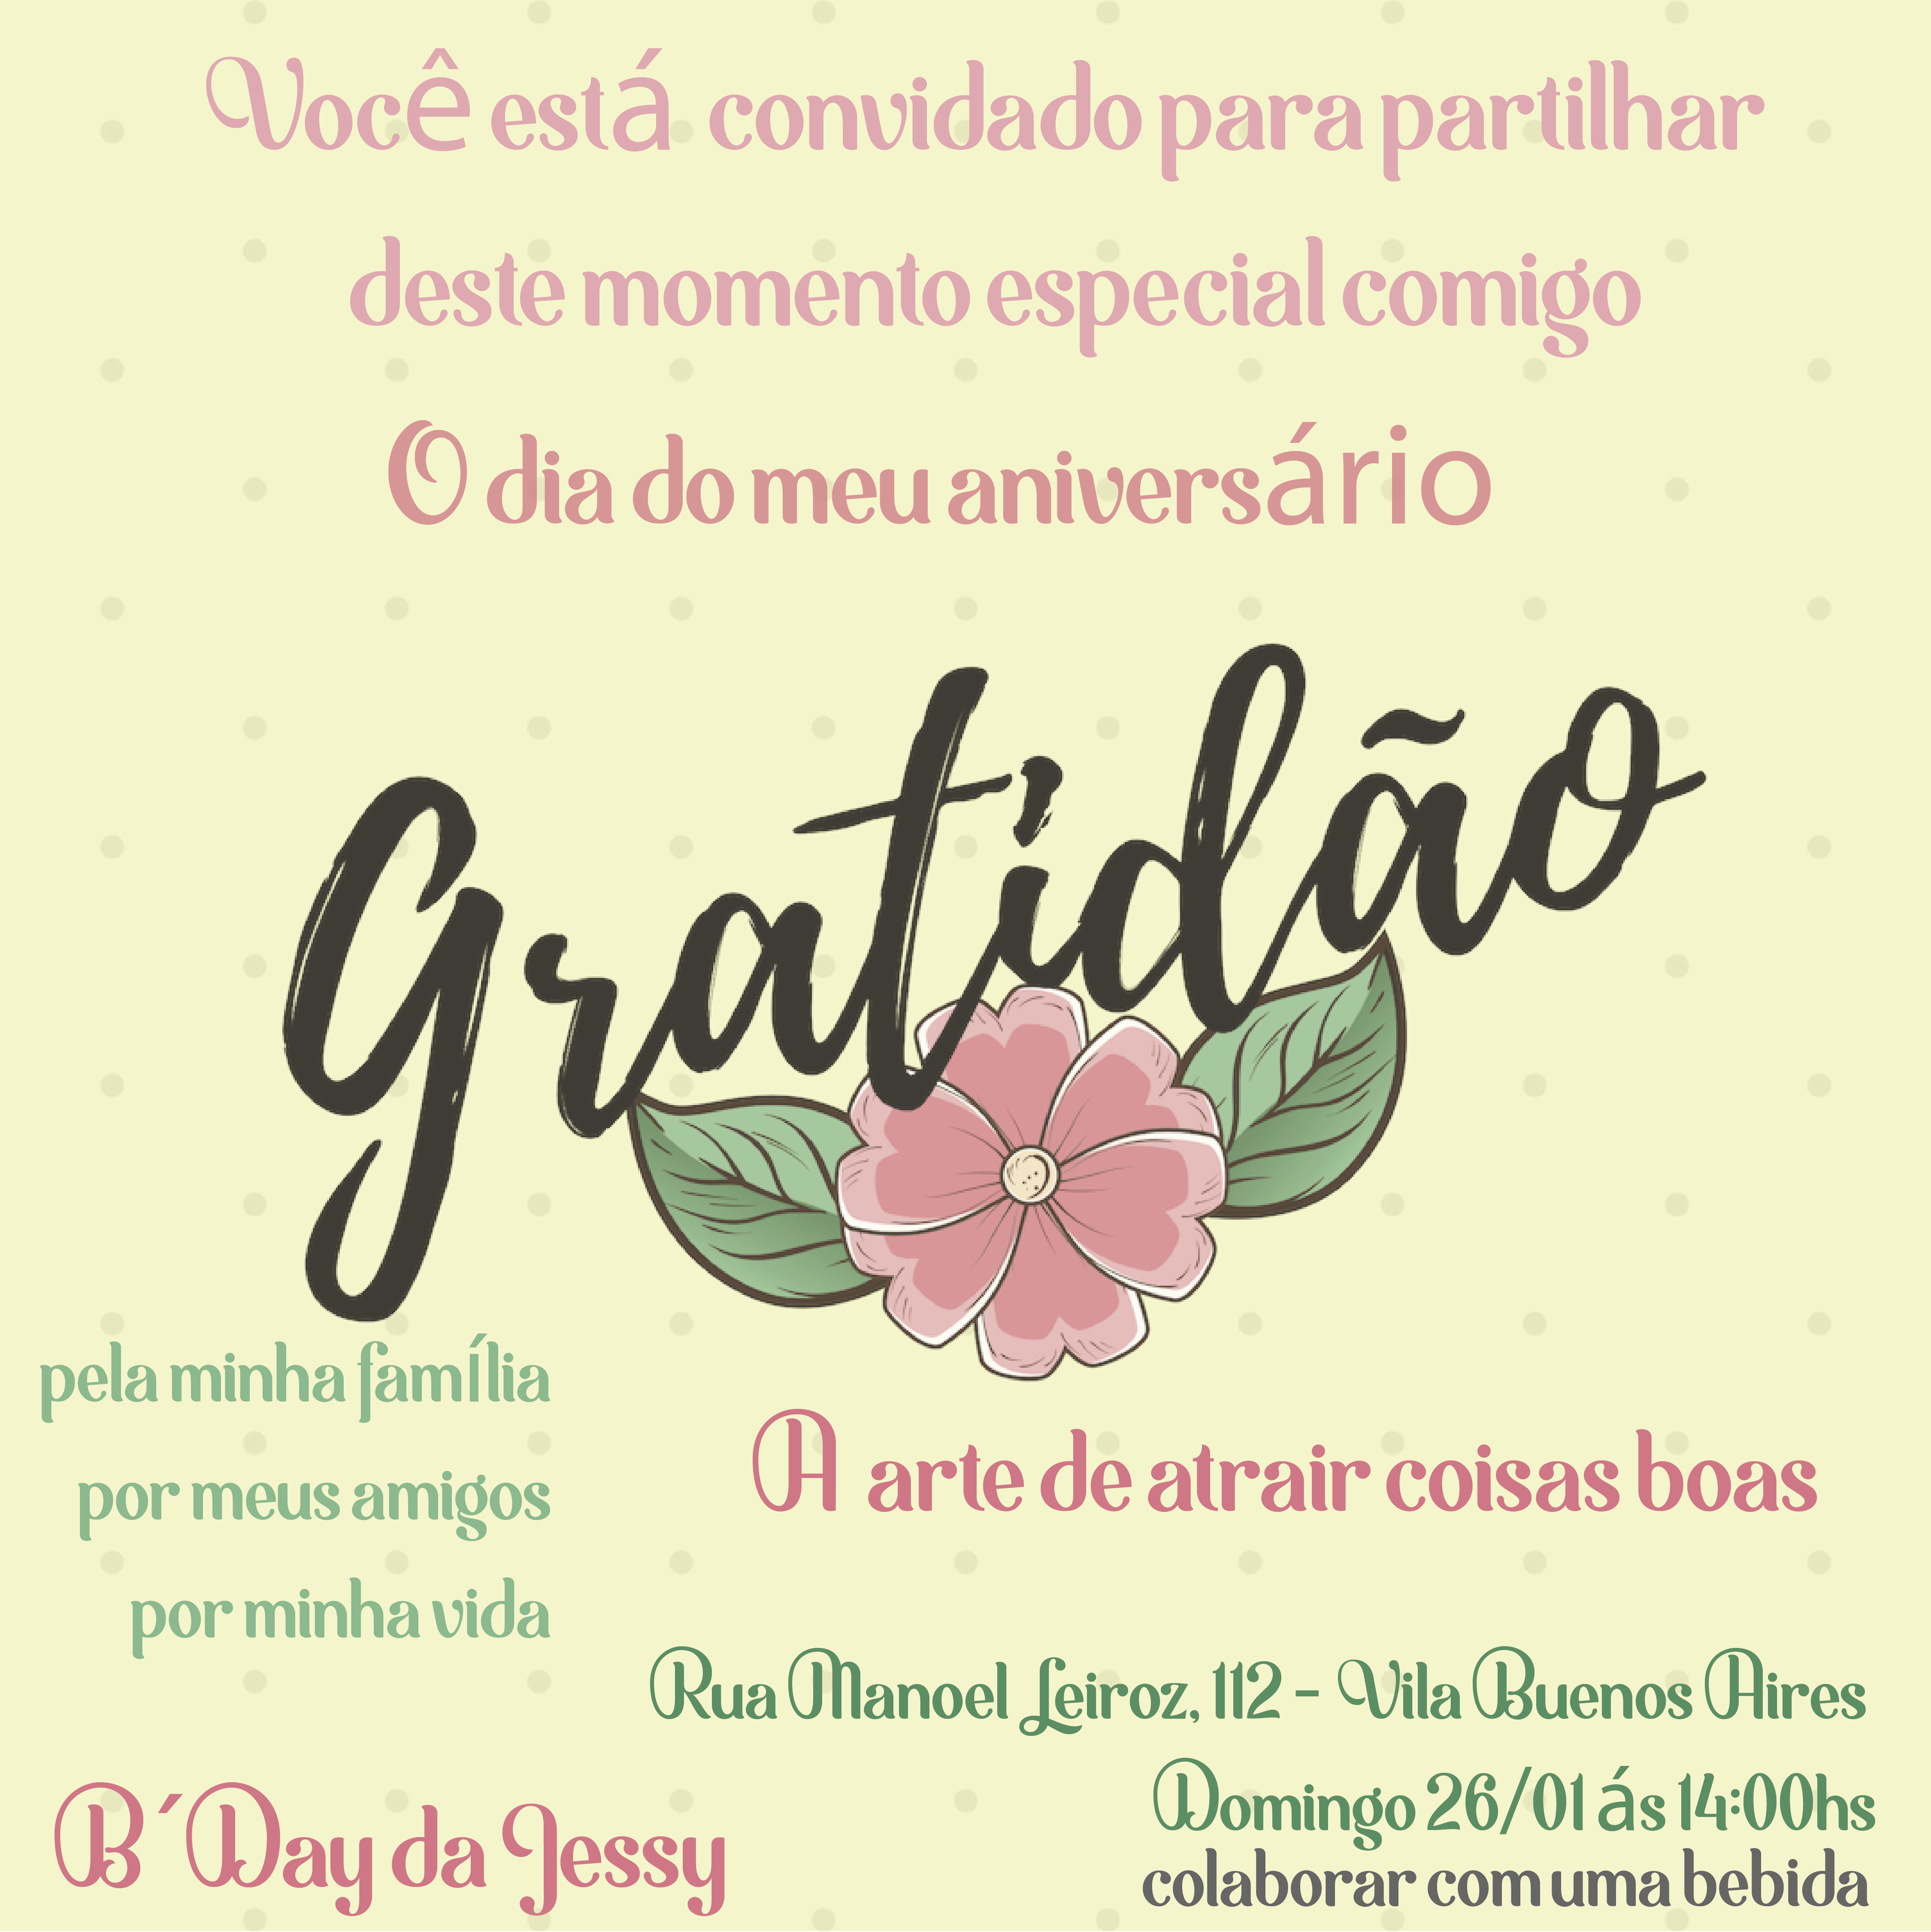 Você está convidado para partilhar
deste momento especial comigo
O dia do meu aniversário
Gratidão
pela minha família
por meus amigos
por minha vida
A arte de atrair coisas boas
Rua Manoel Leiroz, 112 - Vila Buenos Aires
Domingo 26/01 ás 14:00hs
colaborar com uma bebida
B´Day da Jessy